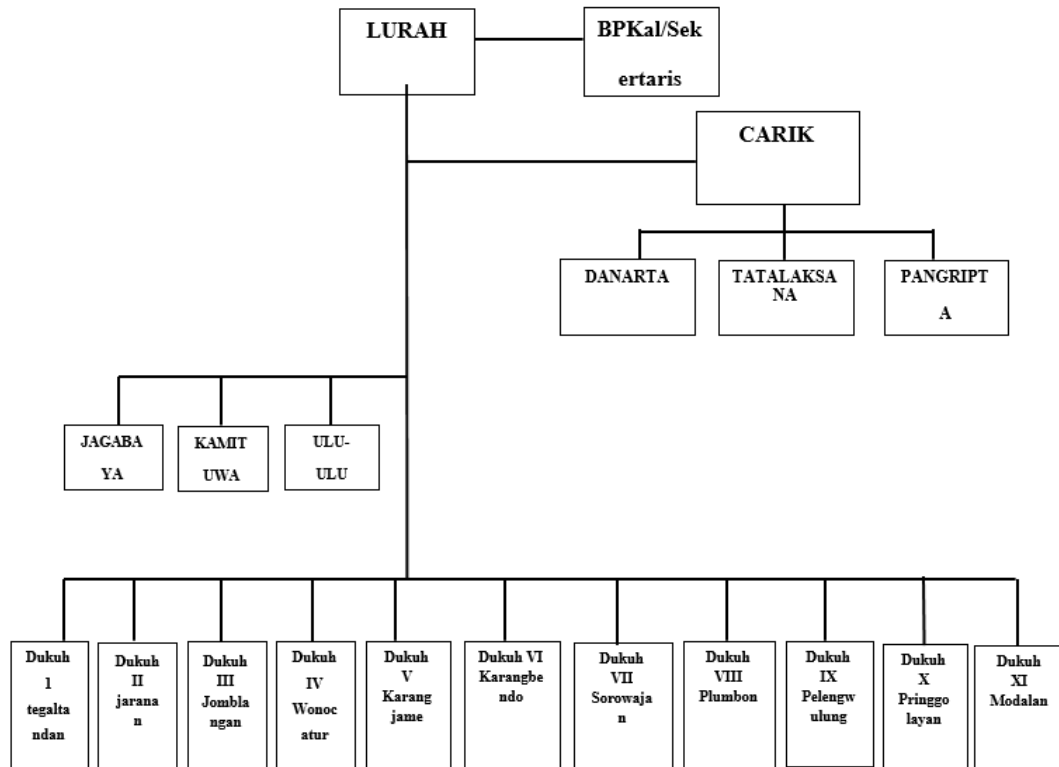 LURAH
BPKal/Sek
ertaris
CARIK
DANARTA
TATALAKSA
NA
PANGRIPT
A
JAGABA
YA
KAMIT
UWA
ULU-
ULU
Dukuh
1
tegalta
ndan
Dukuh
II
jarana
n
Dukuh
III
Jombla
ngan
Dukuh
IV
Wonoc
atur
Dukuh
V
Karang
jame
Dukuh VI
Karangbe
ndo
Dukuh
VII
Sorowaja
n
Dukuh
VIII
Plumbon
Dukuh
IX
Pelengw
ulung
Dukuh
X
Pringgo
layan
Dukuh
XI
Modalan